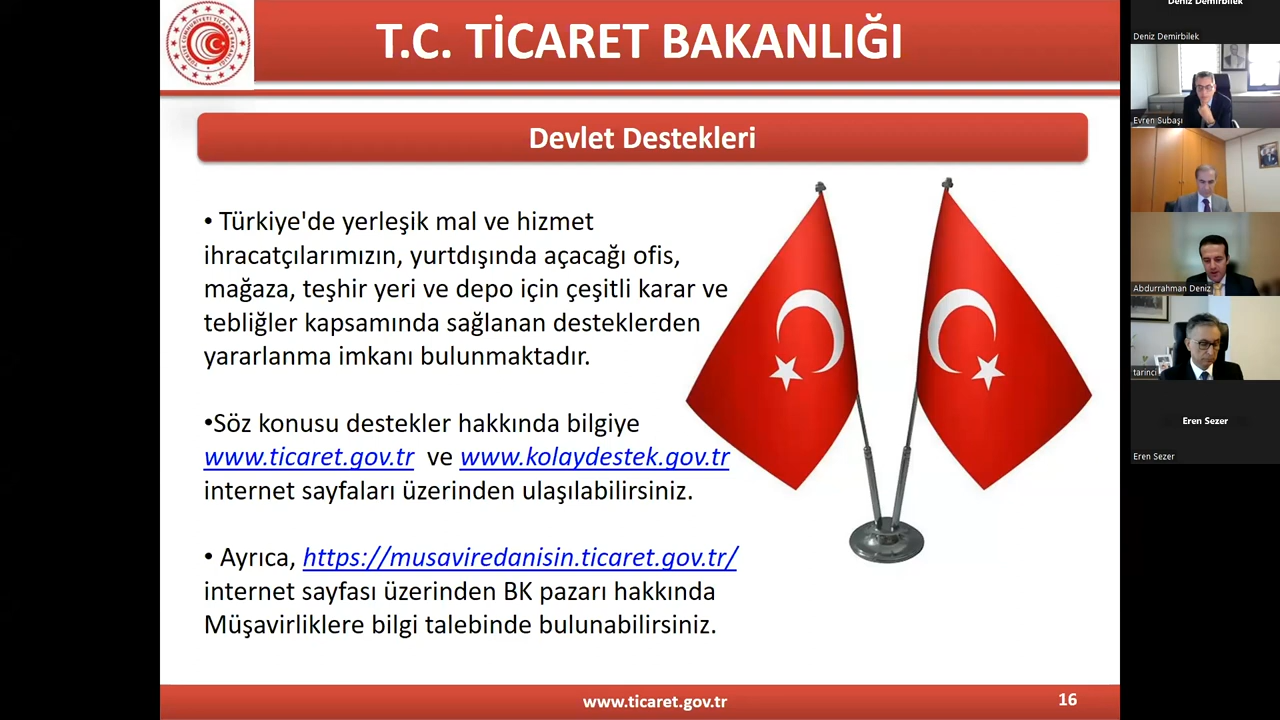 T.C. TİCARET BAKANLIĞI
Devlet Destekleri
• Türkiye'de yerleşik mal ve hizmet
ihracatçılarımızın, yurtdışında açacağı ofis,
mağaza, teşhir yeri ve depo için çeşitli karar ve
tebliğler kapsamında sağlanan desteklerden
yararlanma imkanı bulunmaktadır.
•Söz konusu destekler hakkında bilgiye
www.ticaret.gov.tr ve www.kolaydestek.gov.tr
internet sayfaları üzerinden ulaşılabilirsiniz.
• Ayrıca, https://musaviredanisin.ticaret.gov.tr/
internet sayfası üzerinden BK pazarı hakkında
Müşavirliklere bilgi talebinde bulunabilirsiniz.
www.ticaret.gov.tr
16
Deniz Demirbilek
Deniz Demirbilek
Evren Subaşı
Abdurrahman Deniz
tarinci
Eren Sezer
Eren Sezer